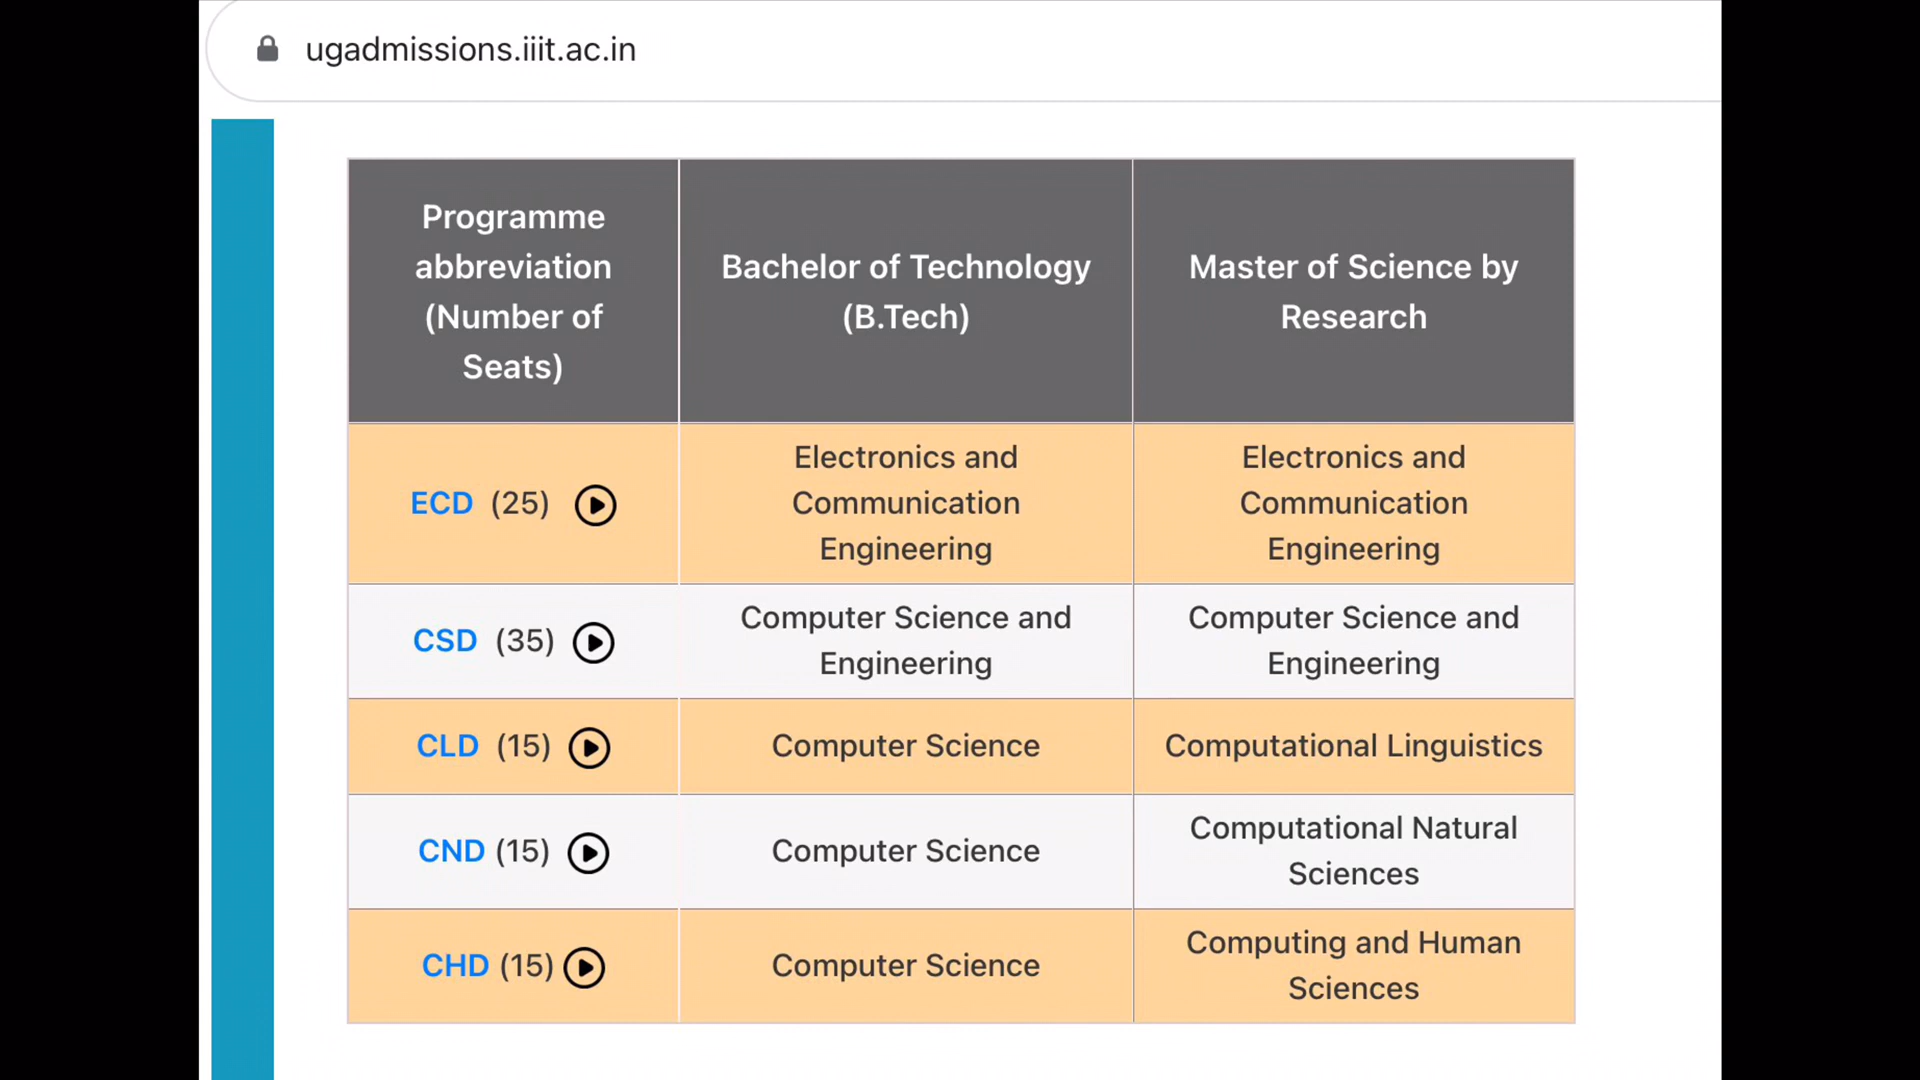 ugadmissions.iiit.ac.in
Programme
abbreviation
(Number of
Seats)
Bachelor of Technology
(B.Tech)
Master of Science by
Research
ECD (25)
Electronics and
Communication
Engineering
Electronics and
Communication
Engineering
CSD (35)
Computer Science and
Engineering
Computer Science and
Engineering
CLD (15)
Computer Science
Computational Linguistics
CND (15)
Computer Science
Computational Natural
Sciences
CHD (15)
Computer Science
Computing and Human
Sciences